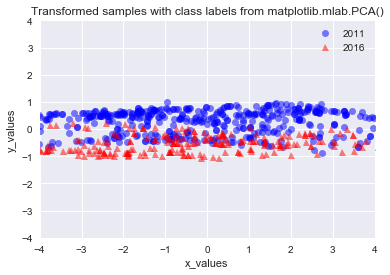 Transformed samples with class labels from matplotlib.mlab.PCA()
2011
2016
y_values
4
3
2
1
0
−1
−2
−3
−4
−4 −3 −2 −1 0 1 2 3 4
x_values